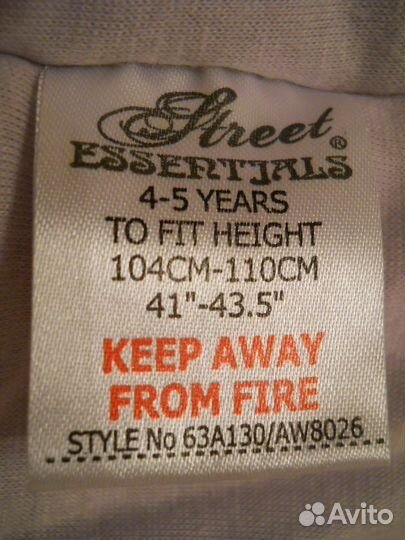 Street
ESSENTIALS®
4-5 YEARS
TO FIT HEIGHT
104CM-110CM
41"-43.5"
KEEP AWAY
FROM FIRE
STYLE No 63A130/AW8026
Avito